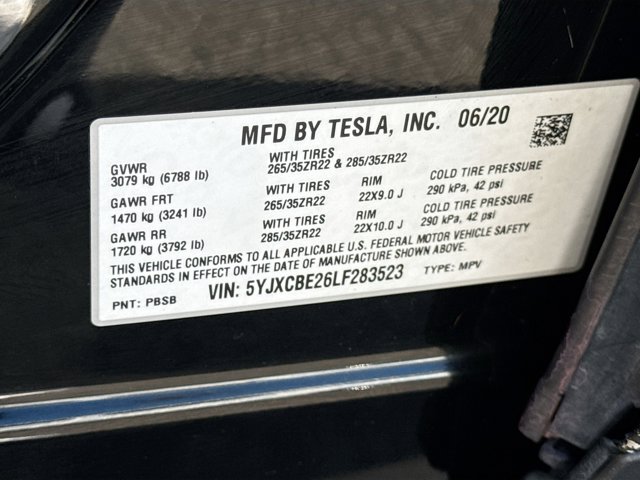 MFD BY TESLA, INC. 06/20
GVWR
3079 kg (6788 lb)
WITH TIRES
265/35ZR22 & 285/35ZR22
GAWR FRT
1470 kg (3241 lb)
WITH TIRES
265/35ZR22
RIM
22X9.0 J
COLD TIRE PRESSURE
290 kPa, 42 psi
GAWR RR
1720 kg (3792 lb)
WITH TIRES
285/35ZR22
RIM
22X10.0 J
COLD TIRE PRESSURE
290 kPa, 42 psi
THIS VEHICLE CONFORMS TO ALL APPLICABLE U.S. FEDERAL MOTOR VEHICLE SAFETY
STANDARDS IN EFFECT ON THE DATE OF MANUFACTURE SHOWN ABOVE.
PNT: PBSB VIN: 5YJXCBE26LF283523 TYPE: MPV